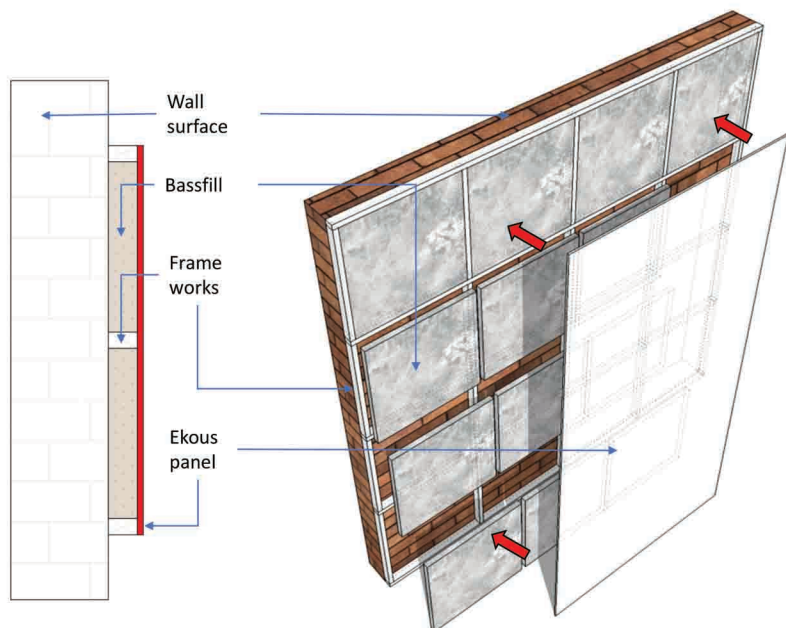 Wall
surface
Bassfill
Frame
works
Ekous
panel